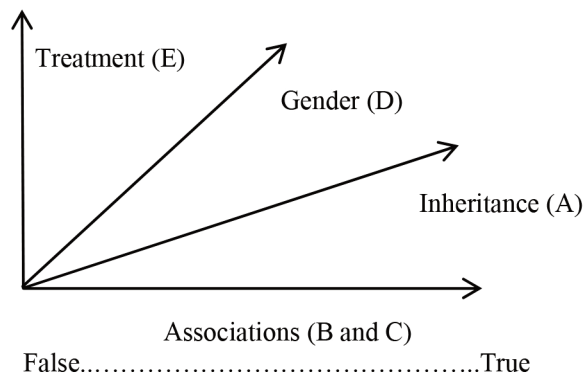 Treatment (E)
Gender (D)
Inheritance (A)
Associations (B and C)
False..……………………………………..True